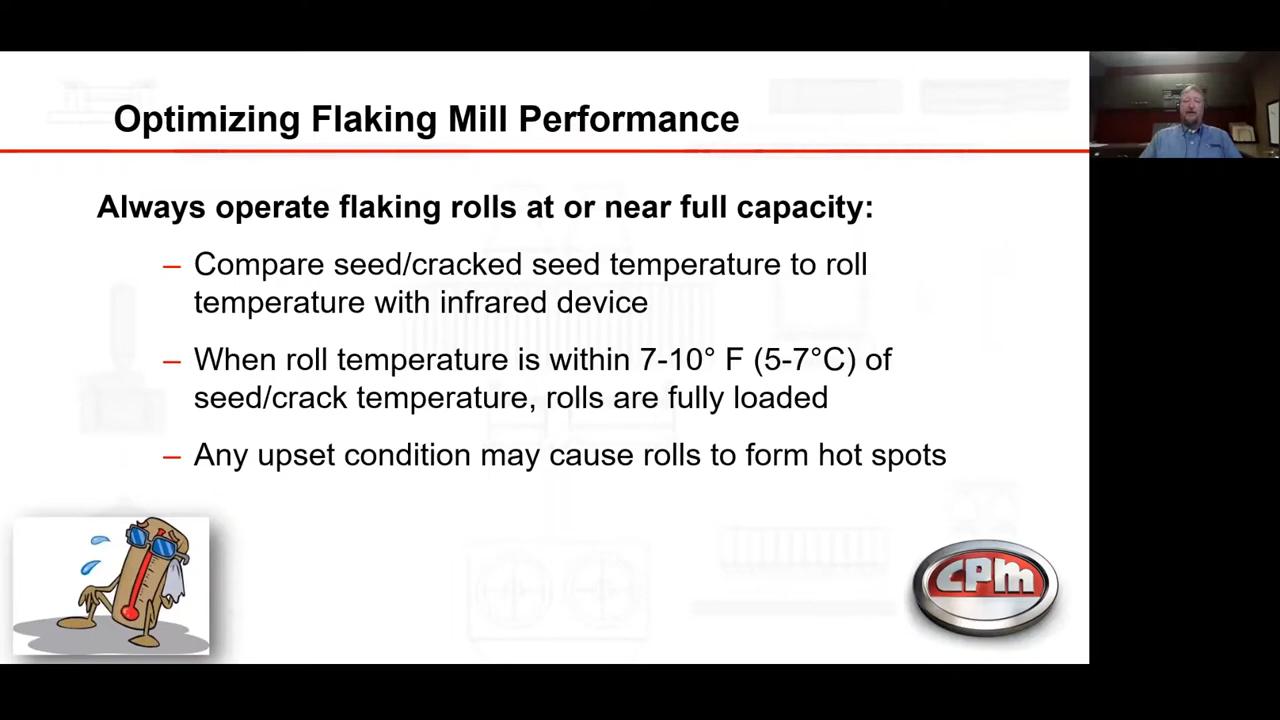 Optimizing Flaking Mill Performance
Always operate flaking rolls at or near full capacity:
– Compare seed/cracked seed temperature to roll
temperature with infrared device
– When roll temperature is within 7-10° F (5-7°C) of
seed/crack temperature, rolls are fully loaded
– Any upset condition may cause rolls to form hot spots
CPM